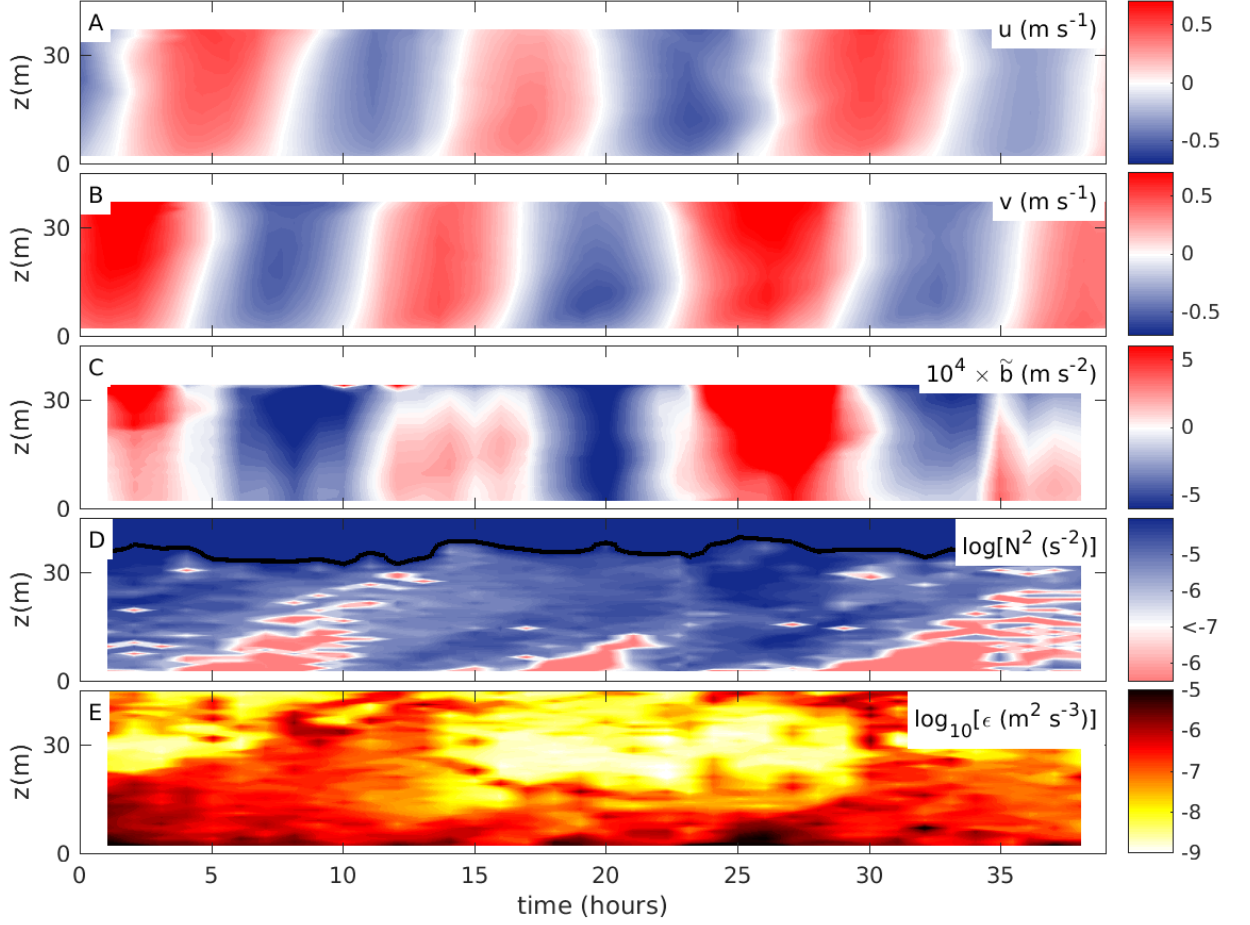 A
u (m s⁻¹)
z(m)
30
0
0.5
0
-0.5
B
v (m s⁻¹)
z(m)
30
0
0.5
0
-0.5
C
10⁴ × b̃ (m s⁻²)
z(m)
30
0
5
0
-5
D
log[N² (s⁻²)]
z(m)
30
0
-5
-6
<-7
-6
E
log₁₀[ϵ (m² s⁻³)]
z(m)
30
0
-5
-6
-7
-8
-9
0 5 10 15 20 25 30 35
time (hours)